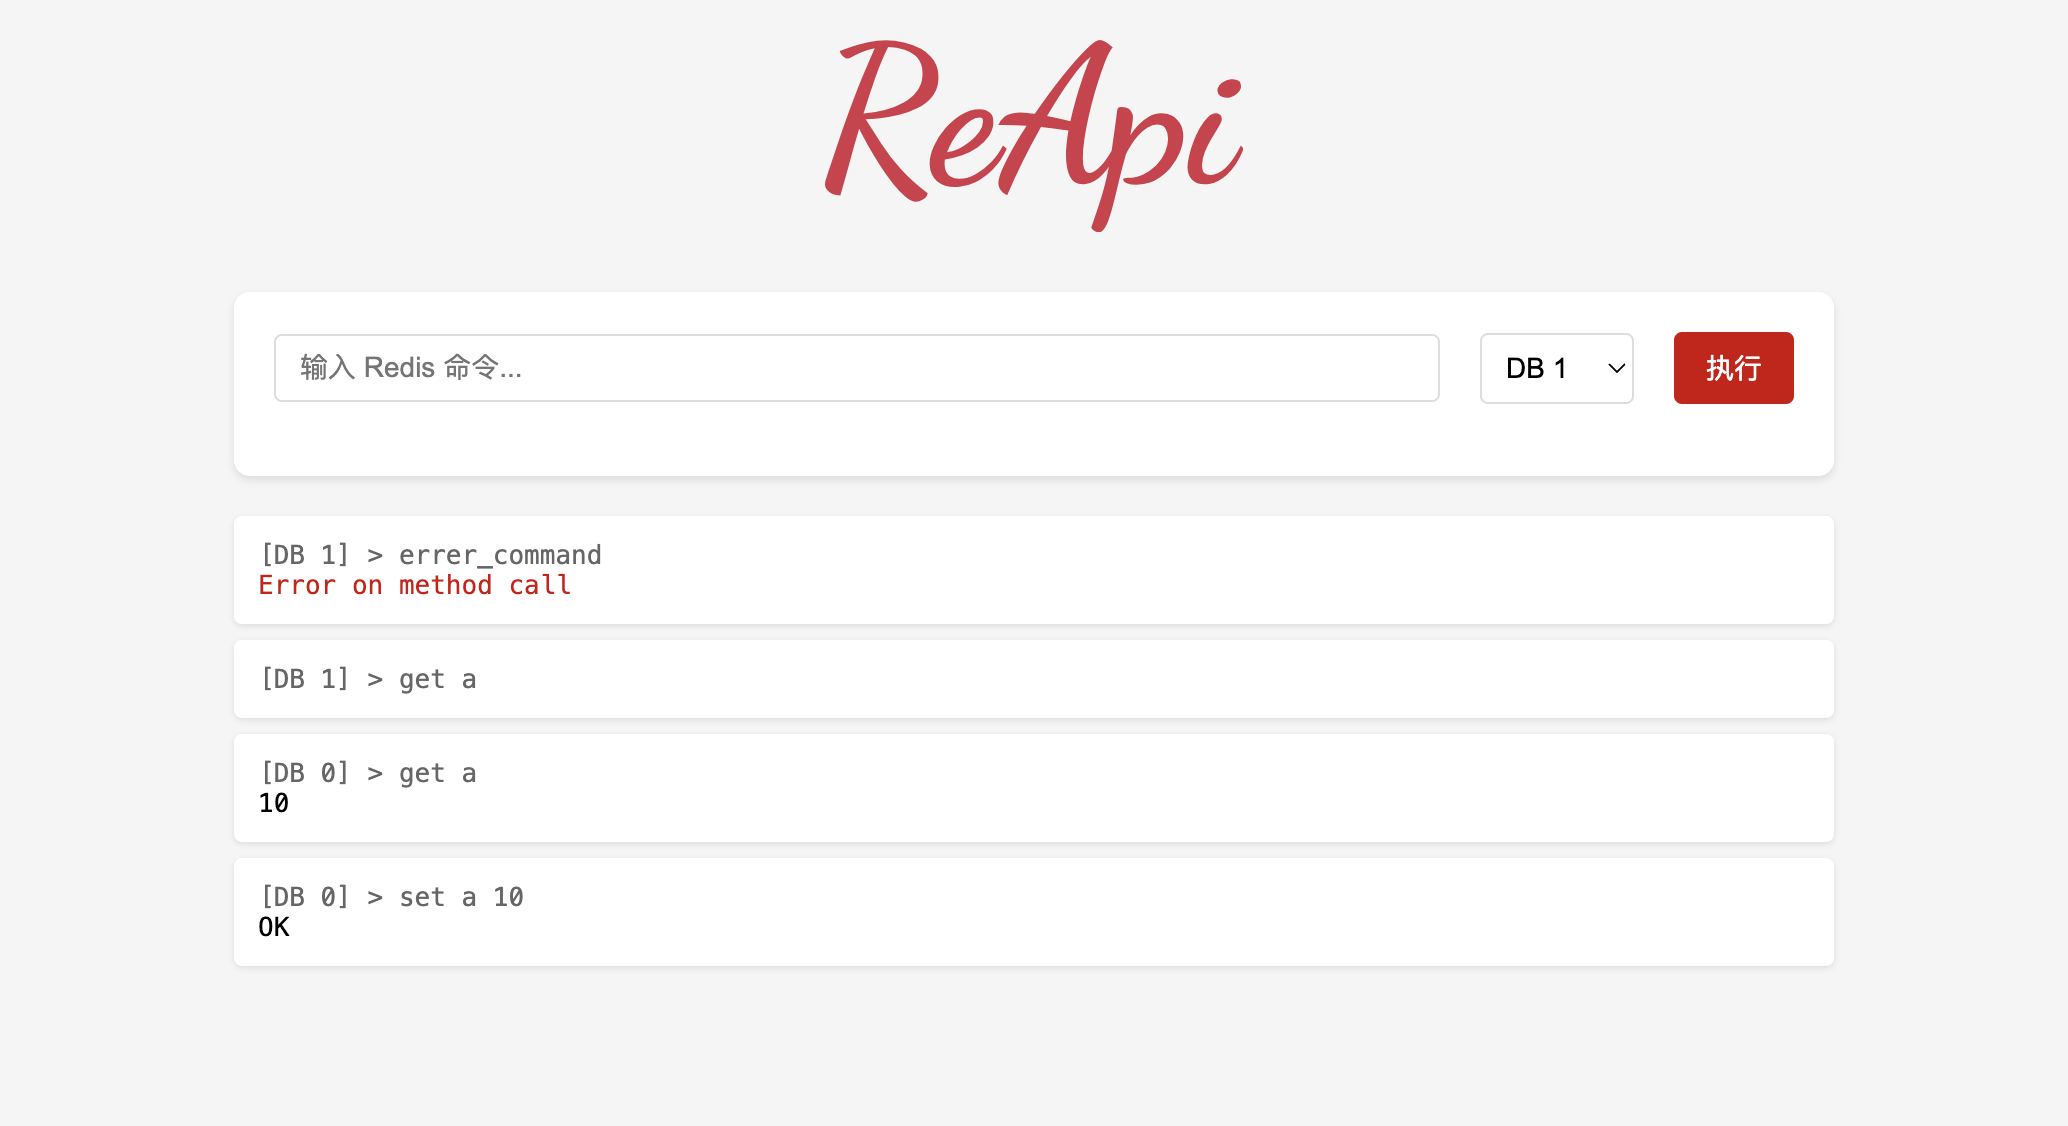 ReApi
输入 Redis 命令...
DB 1
执行
[DB 1] > errer_command
Error on method call
[DB 1] > get a
[DB 0] > get a
10
[DB 0] > set a 10
OK